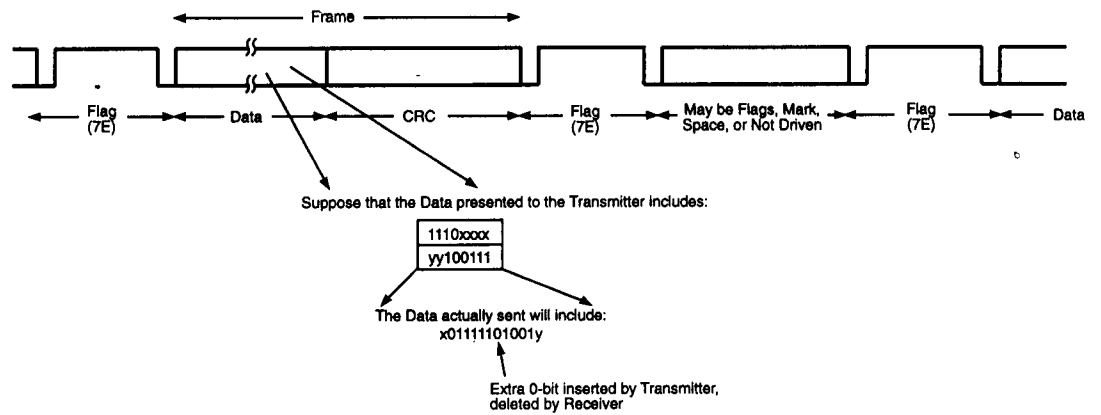 Frame
Flag
(7E)
Data
CRC
Flag
(7E)
May be Flags, Mark,
Space, or Not Driven
Flag
(7E)
Data
Suppose that the Data presented to the Transmitter includes:
1110xxxx
yy100111
The Data actually sent will include:
x01111101001y
Extra 0-bit inserted by Transmitter,
deleted by Receiver